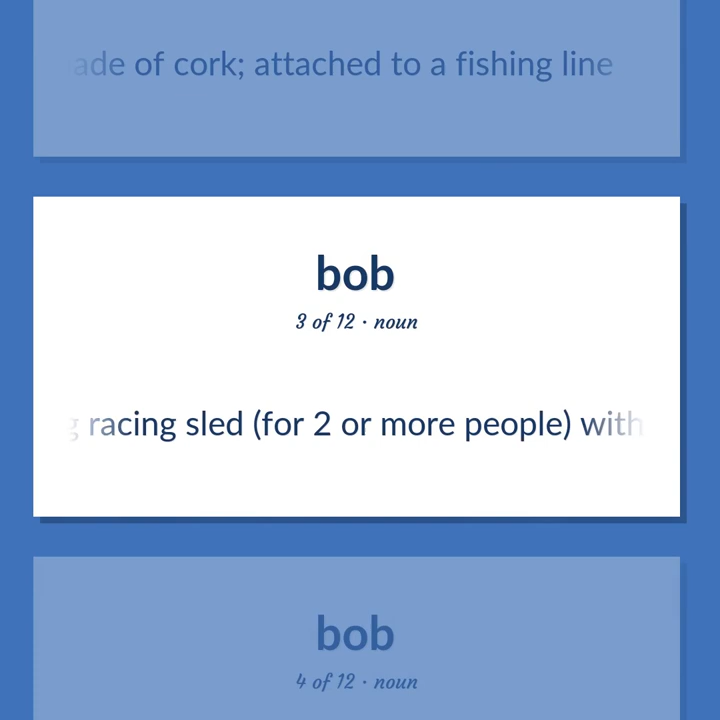 of cork; attached to a fishing line
bob
3 of 12 · noun
racing sled (for 2 or more people) with
bob
4 of 12 · noun